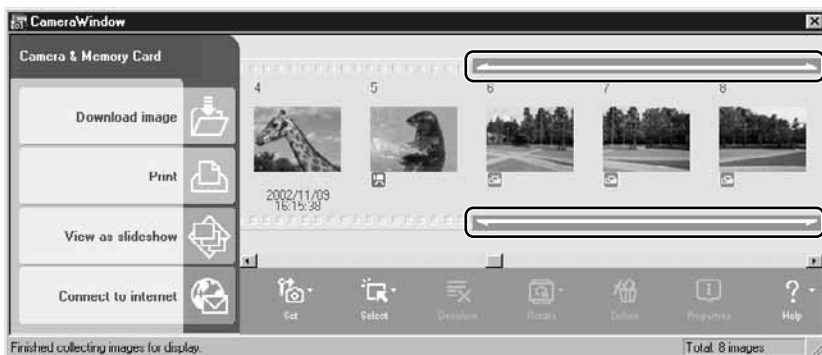 CameraWindow
Camera & Memory Card
Download image
Print
View as slideshow
Connect to internet
4 5 6 7 8
2002/11/09
16:15:38
Set Select Deselect Rotate Delete Properties Help
Finished collecting images for display.
Total: 8 images